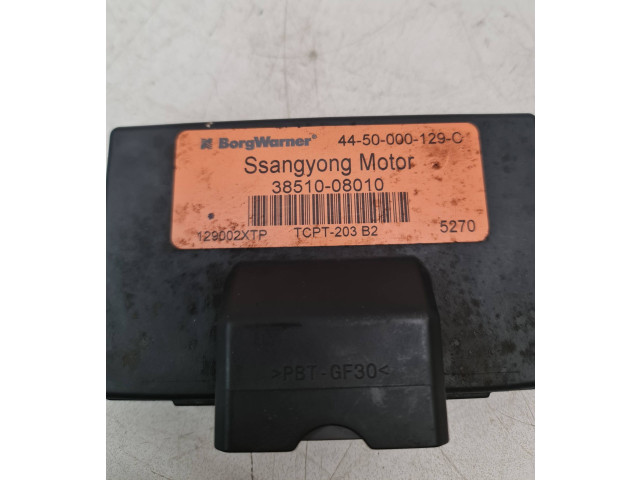 BorgWarner® 44-50-000-129-C
Ssangyong Motor
38510-08010
129002XTP TCPT-203 B2 5270
>PBT-GF30<